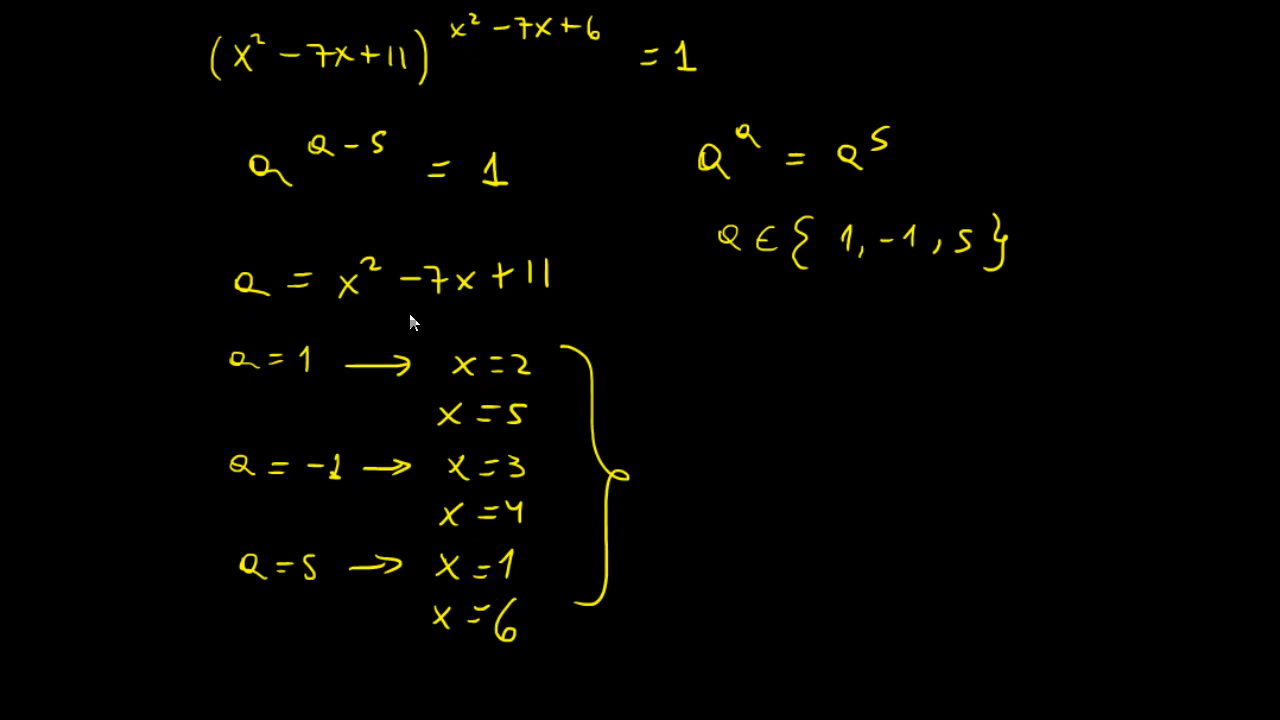 (x² - 7x + 11)^(x² - 7x + 6) = 1
a^(a - 5) = 1
a^a = a^5
a ∈ { 1, -1, 5 }
a = x² - 7x + 11
a = 1 → x = 2
x = 5
a = -1 → x = 3
x = 4
a = 5 → x = 1
x = 6